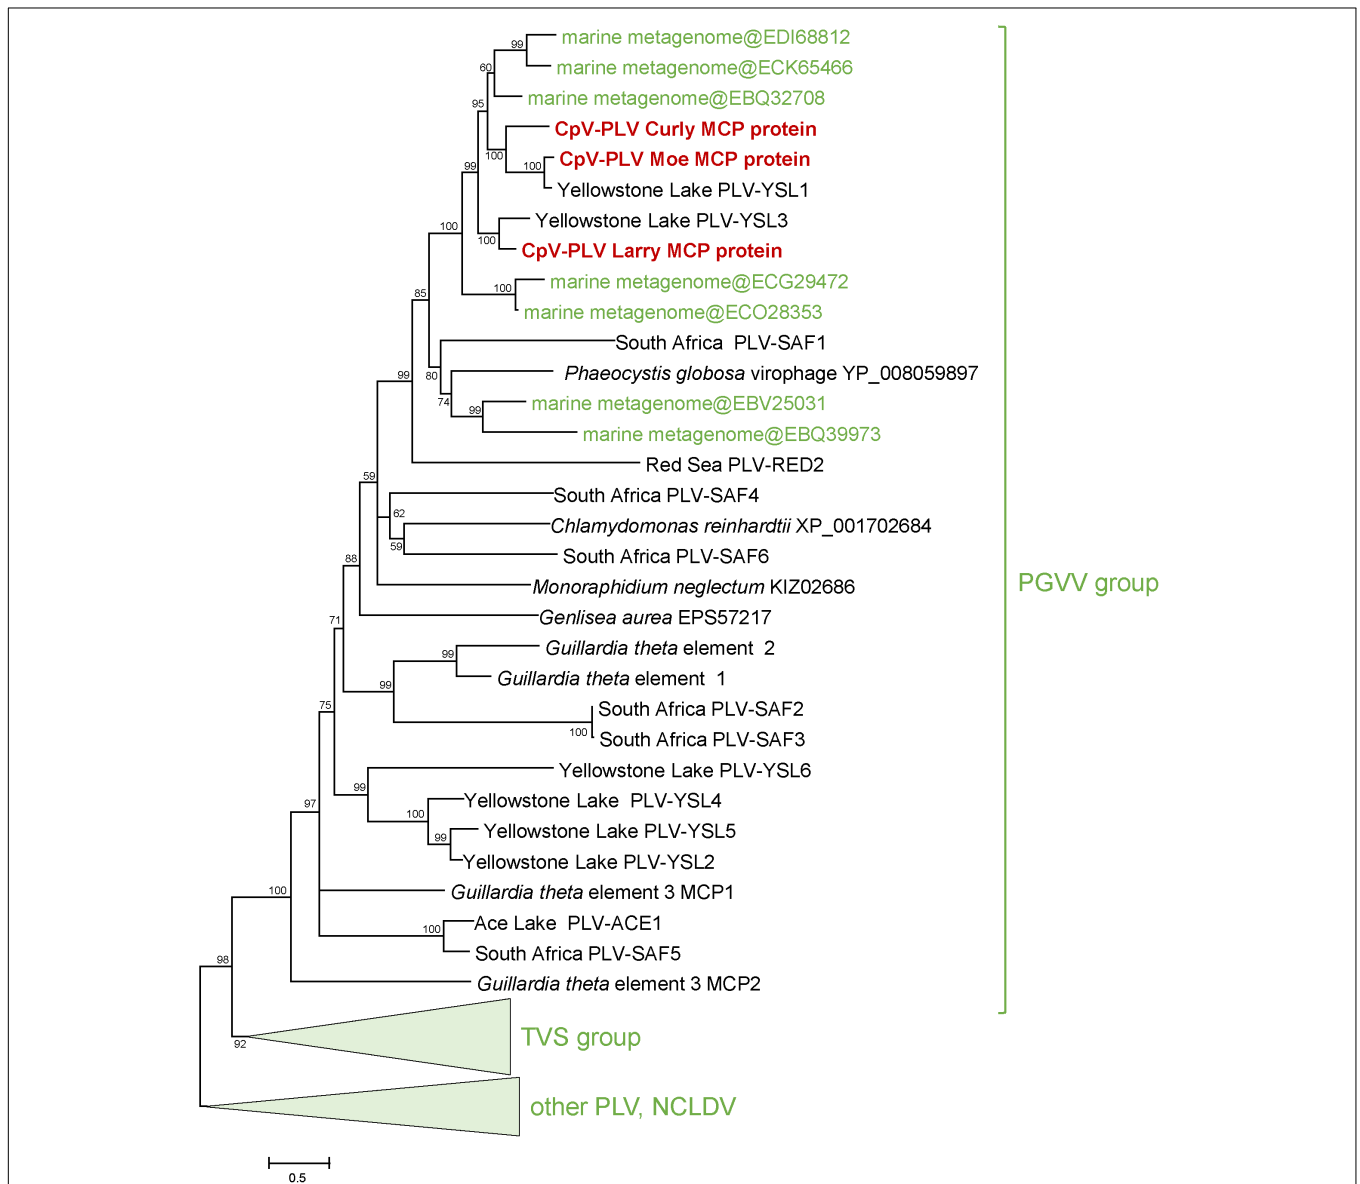 99
marine metagenome@EDI68812
60
marine metagenome@ECK65466
marine metagenome@EBQ32708
95
CpV-PLV Curly MCP protein
100
CpV-PLV Moe MCP protein
99
100
Yellowstone Lake PLV-YSL1
Yellowstone Lake PLV-YSL3
100
100
CpV-PLV Larry MCP protein
marine metagenome@ECG29472
85
100
marine metagenome@ECO28353
South Africa  PLV-SAF1
99
80
Phaeocystis globosa virophage YP_008059897
74
marine metagenome@EBV25031
99
marine metagenome@EBQ39973
Red Sea PLV-RED2
59
South Africa PLV-SAF4
62
Chlamydomonas reinhardtii XP_001702684
59
South Africa PLV-SAF6
88
Monoraphidium neglectum KIZ02686
PGVV group
Genlisea aurea EPS57217
71
Guillardia theta element  2
99
Guillardia theta element  1
99
South Africa PLV-SAF2
75
100
South Africa PLV-SAF3
Yellowstone Lake PLV-YSL6
99
Yellowstone Lake  PLV-YSL4
97
100
Yellowstone Lake PLV-YSL5
99
Yellowstone Lake PLV-YSL2
100
Guillardia theta element 3 MCP1
Ace Lake  PLV-ACE1
100
South Africa PLV-SAF5
98
Guillardia theta element 3 MCP2
92
TVS group
other PLV, NCLDV
0.5